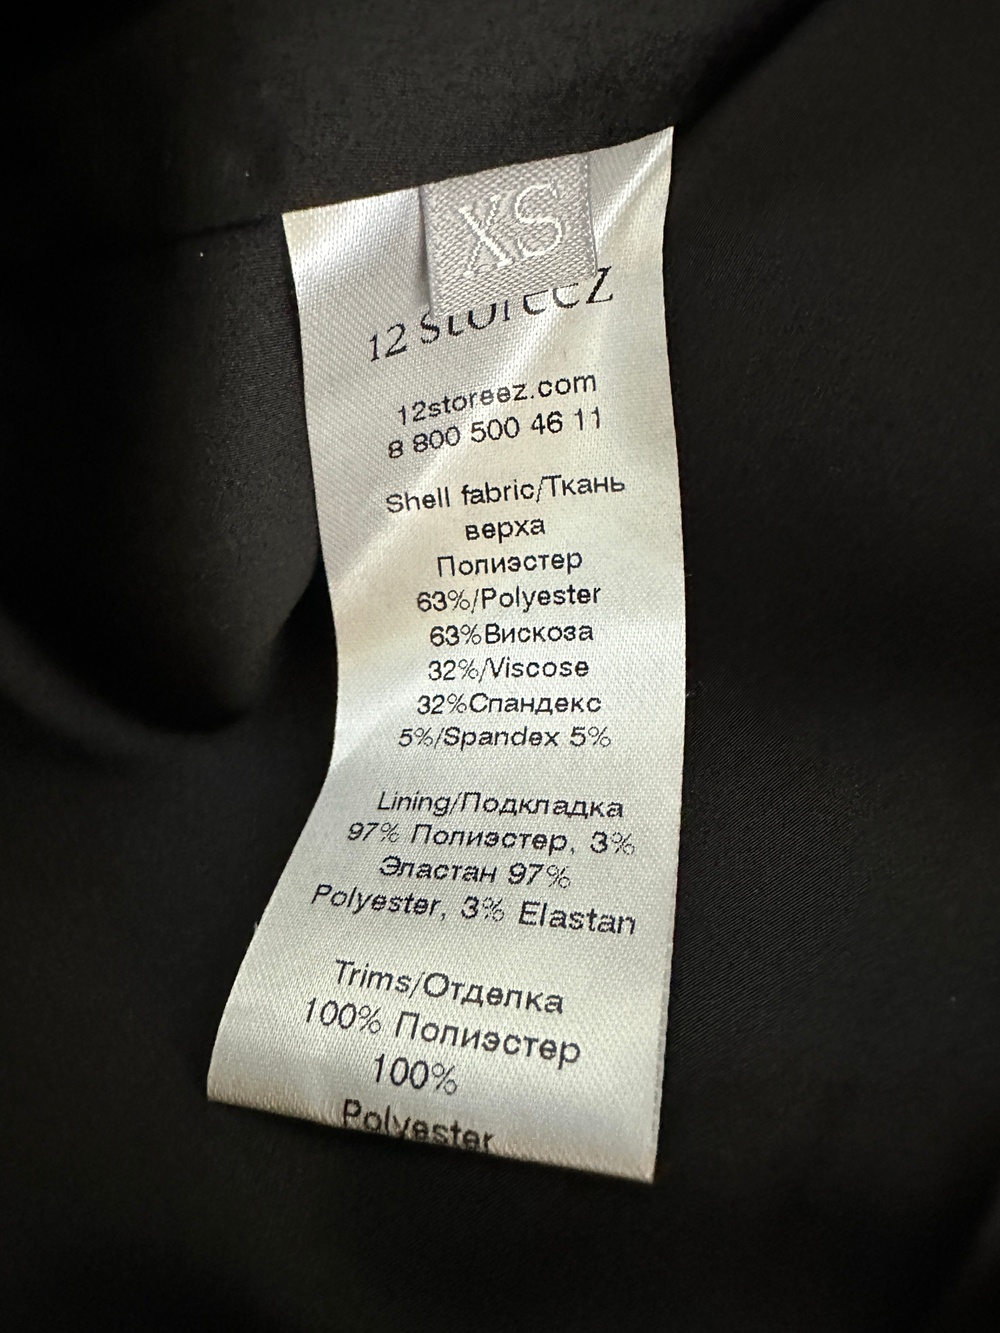 XS
12 Storeez
12storeez.com
8 800 500 46 11
Shell fabric/Ткань
верха
Полиэстер
63%/Polyester
63%Вискоза
32%/Viscose
32%Спандекс
5%/Spandex 5%
Lining/Подкладка
97% Полиэстер, 3%
Эластан 97%
Polyester, 3% Elastan
Trims/Отделка
100% Полиэстер
100%
Polyester